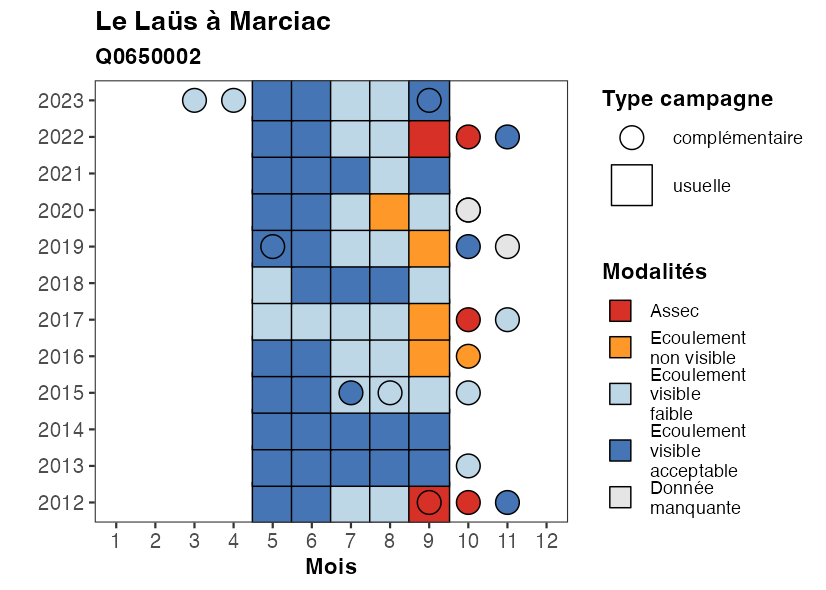 Le Laüs à Marciac
Q0650002
2023
2022
2021
2020
2019
2018
2017
2016
2015
2014
2013
2012
1 2 3 4 5 6 7 8 9 10 11 12
Mois
Type campagne
complémentaire
usuelle
Modalités
Assec
Ecoulement
non visible
Ecoulement
visible
faible
Ecoulement
visible
acceptable
Donnée
manquante